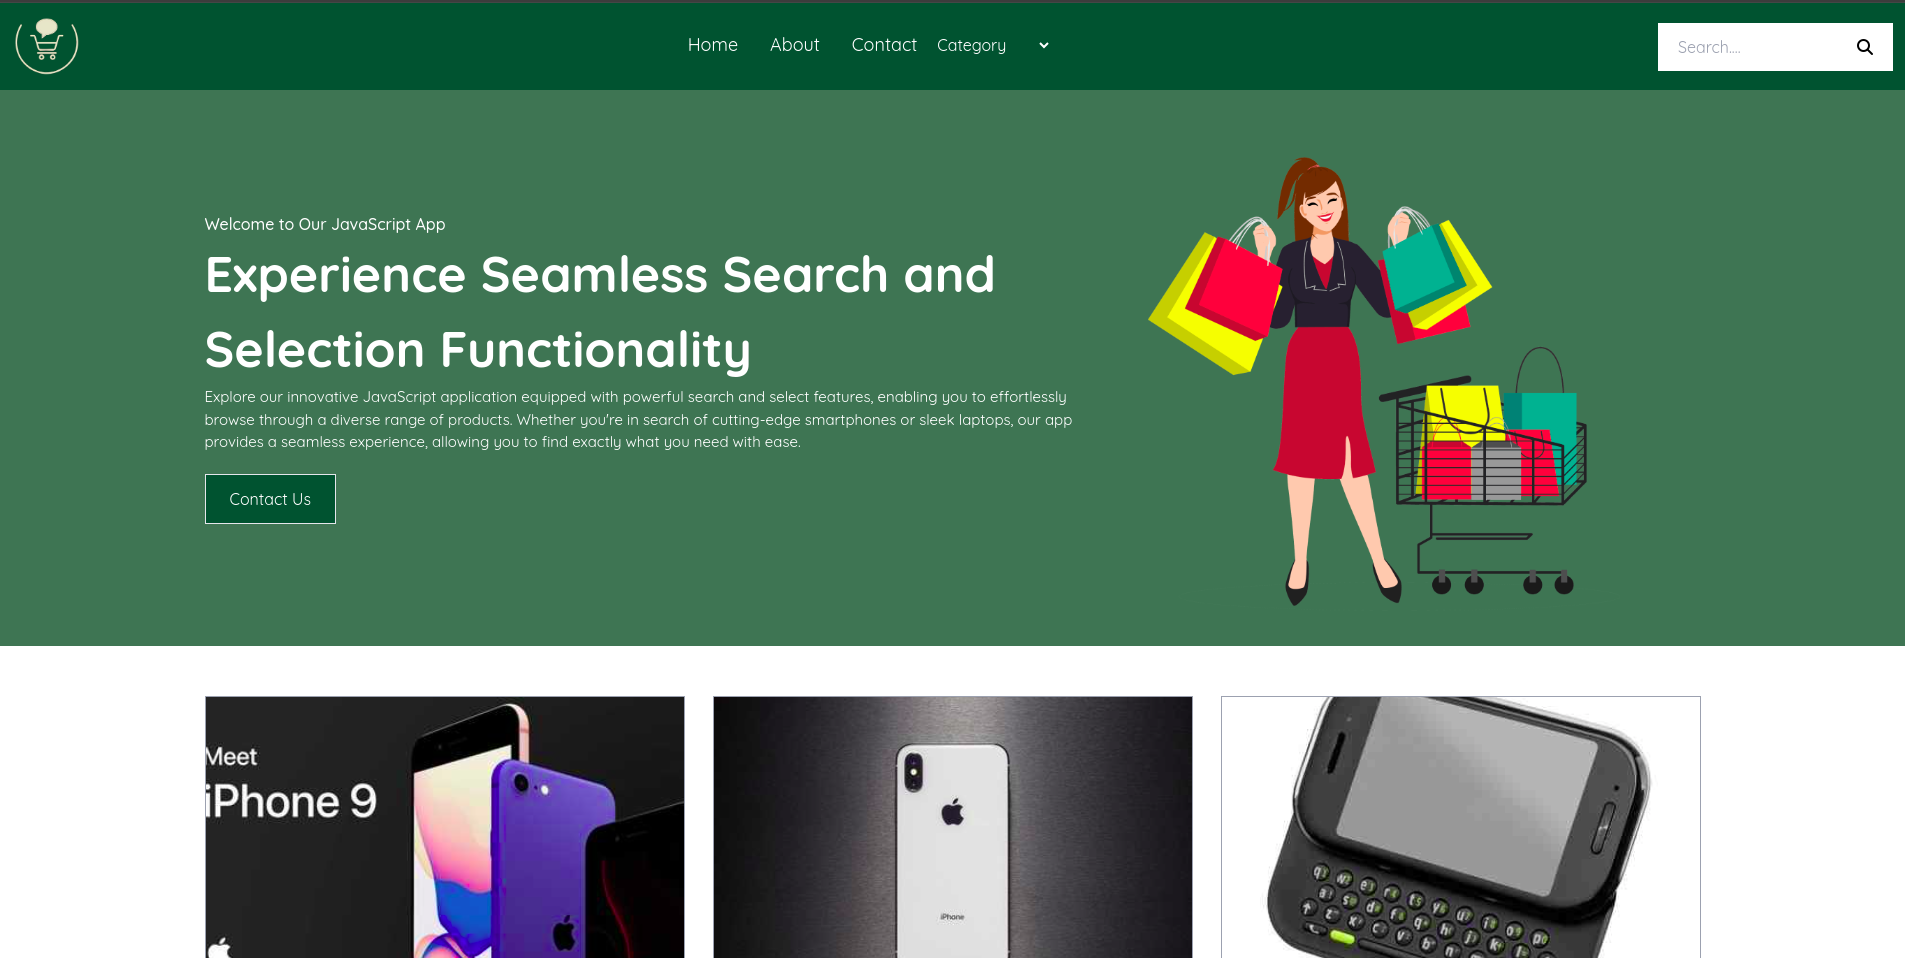 Home About Contact Category
Search....
Welcome to Our JavaScript App
Experience Seamless Search and
Selection Functionality
Explore our innovative JavaScript application equipped with powerful search and select features, enabling you to effortlessly
browse through a diverse range of products. Whether you're in search of cutting-edge smartphones or sleek laptops, our app
provides a seamless experience, allowing you to find exactly what you need with ease.
Contact Us
Meet
iPhone 9
iPhone
q w e r t y u i o p
a s d f g h j k l
z x c v b n m